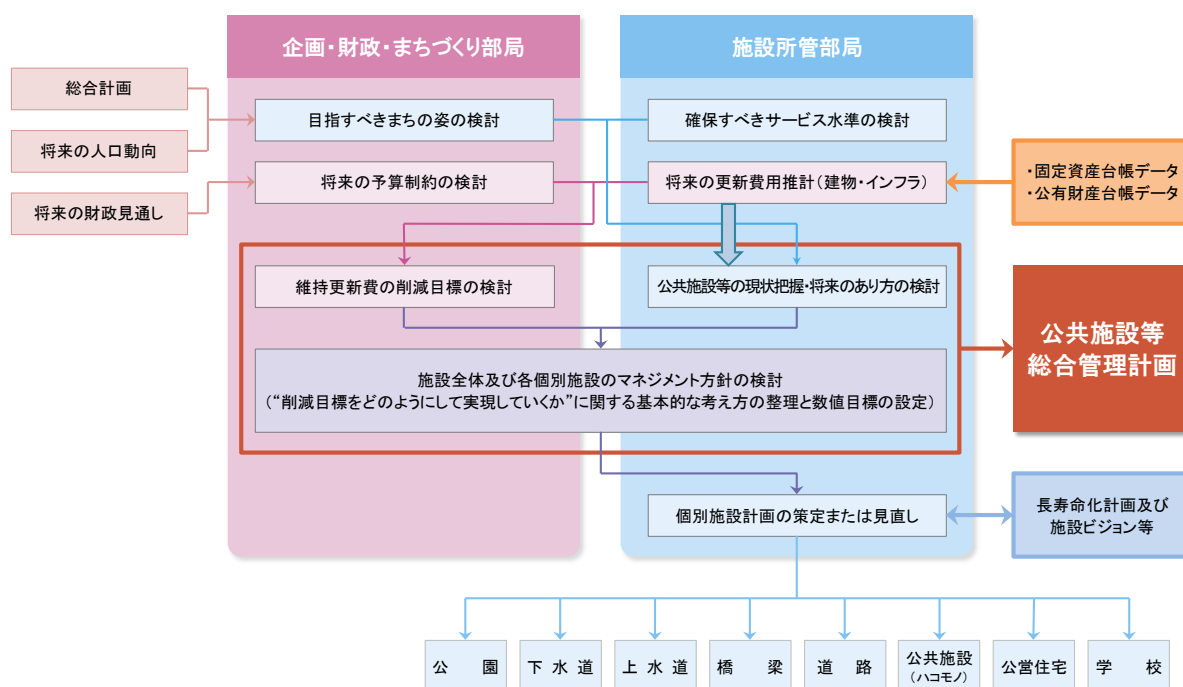 企画・財政・まちづくり部局
施設所管部局
総合計画
将来の人口動向
将来の財政見通し
目指すべきまちの姿の検討
確保すべきサービス水準の検討
将来の予算制約の検討
将来の更新費用推計(建物・インフラ)
・固定資産台帳データ
・公有財産台帳データ
維持更新費の削減目標の検討
公共施設等の現状把握・将来のあり方の検討
公共施設等
総合管理計画
施設全体及び各個別施設のマネジメント方針の検討
(“削減目標をどのようにして実現していくか”に関する基本的な考え方の整理と数値目標の設定)
個別施設計画の策定または見直し
長寿命化計画及び
施設ビジョン等
公園
下水道
上水道
橋梁
道路
公共施設
(ハコモノ)
公営住宅
学校